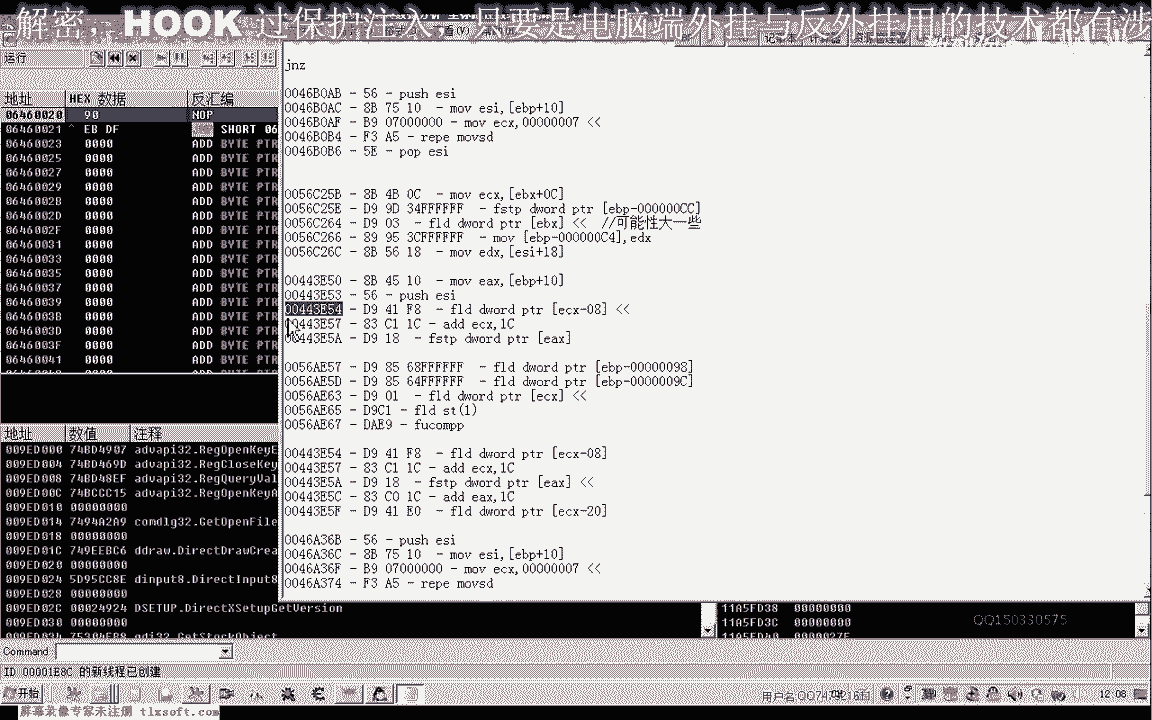 解密，HOOK 过保护注入，只要是电脑端外挂与反外挂用的技术都有涉
运行
jnz
地址 HEX 数据 反汇编
06460020 90 NOP
06460021 ^ EB DF SHORT 06
06460023 0000 ADD BYTE PTR
06460025 0000 ADD BYTE PTR
06460027 0000 ADD BYTE PTR
06460029 0000 ADD BYTE PTR
0646002B 0000 ADD BYTE PTR
0646002D 0000 ADD BYTE PTR
0646002F 0000 ADD BYTE PTR
06460031 0000 ADD BYTE PTR
06460033 0000 ADD BYTE PTR
06460035 0000 ADD BYTE PTR
06460037 0000 ADD BYTE PTR
06460039 0000 ADD BYTE PTR
0646003B 0000 ADD BYTE PTR
0646003D 0000 ADD BYTE PTR
0646003F 0000 ADD BYTE PTR
06460041 0000 ADD BYTE PTR
0046B0AB - 56 - push esi
0046B0AC - 8B 75 10 - mov esi,[ebp+10]
0046B0AF - B9 07000000 - mov ecx,00000007 <<
0046B0B4 - F3 A5 - repe movsd
0046B0B6 - 5E - pop esi
0056C25B - 8B 4B 0C - mov ecx,[ebx+0C]
0056C25E - D9 9D 34FFFFFF - fstp dword ptr [ebp-000000CC]
0056C264 - D9 03 - fld dword ptr [ebx] << //可能性大一些
0056C266 - 89 95 3CFFFFFF - mov [ebp-000000C4],edx
0056C26C - 8B 56 18 - mov edx,[esi+18]
00443E50 - 8B 45 10 - mov eax,[ebp+10]
00443E53 - 56 - push esi
00443E54 - D9 41 F8 - fld dword ptr [ecx-08] <<
00443E57 - 83 C1 1C - add ecx,1C
00443E5A - D9 18 - fstp dword ptr [eax]
0056AE57 - D9 85 68FFFFFF - fld dword ptr [ebp-00000098]
0056AE5D - D9 85 64FFFFFF - fld dword ptr [ebp-0000009C]
0056AE63 - D9 01 - fld dword ptr [ecx] <<
0056AE65 - D9C1 - fld st(1)
0056AE67 - DAE9 - fucompp
00443E54 - D9 41 F8 - fld dword ptr [ecx-08]
00443E57 - 83 C1 1C - add ecx,1C
00443E5A - D9 18 - fstp dword ptr [eax] <<
00443E5C - 83 C0 1C - add eax,1C
00443E5F - D9 41 E0 - fld dword ptr [ecx-20]
0046A36B - 56 - push esi
0046A36C - 8B 75 10 - mov esi,[ebp+10]
0046A36F - B9 07000000 - mov ecx,00000007 <<
0046A374 - F3 A5 - repe movsd
地址 数值 注释
009ED000 74BD4907 advapi32.RegOpenKeyE
009ED004 74BD469D advapi32.RegCloseKey
009ED008 74BD48EF advapi32.RegQueryVal
009ED00C 74BCCC15 advapi32.RegOpenKeyA
009ED010 00000000
009ED014 7494A2A9 comdlg32.GetOpenFile
009ED018 00000000
009ED01C 749EEBC6 ddraw.DirectDrawCrea
009ED020 00000000
009ED024 5D95CC8E dinput8.DirectInput8
009ED028 00000000
009ED02C 00024924 DSETUP.DirectXSetupGetVersion
009ED030 00000000
009ED034 75304EB8 gdi32.GetStockObject
11A5FD38 00000000
11A5FD3C 00000000
11A5FD40 0000027F
QQ150330575
Command
ID 00001E8C 的新线程已创建
开始
12:08
屏幕录像专家未注册 tlxsoft.com